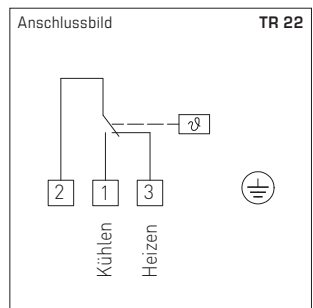 Anschlussbild TR 22
ϑ
2 1 3
Kühlen
Heizen